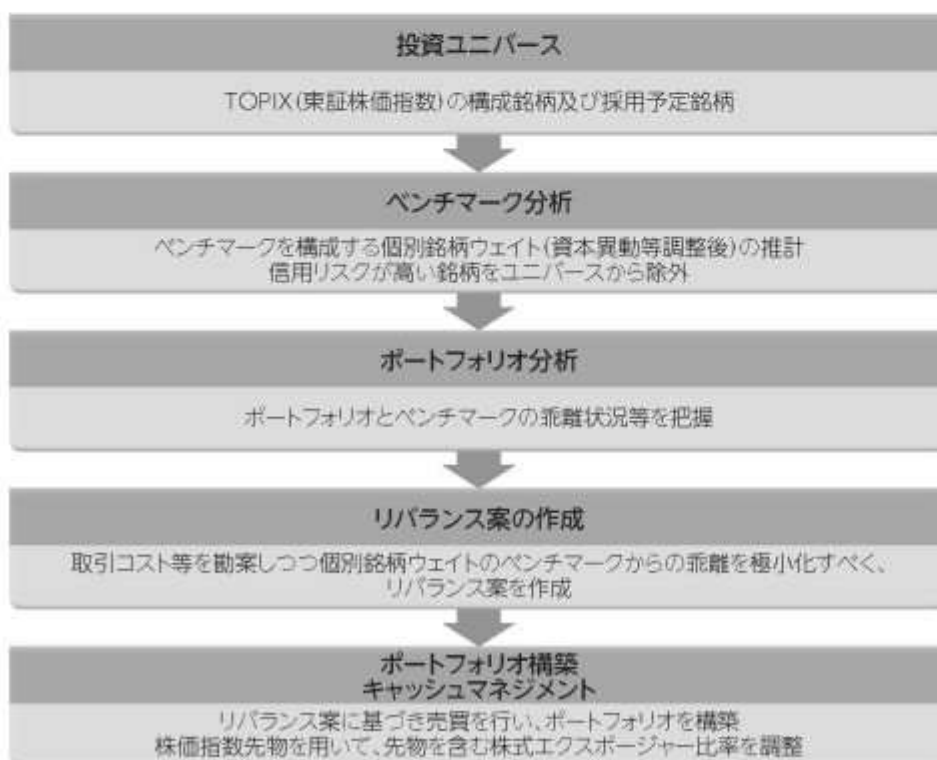 投資ユニバース
TOPIX(東証株価指数)の構成銘柄及び採用予定銘柄
ベンチマーク分析
ベンチマークを構成する個別銘柄ウェイト(資本異動等調整後)の推計
信用リスクが高い銘柄をユニバースから除外
ポートフォリオ分析
ポートフォリオとベンチマークの乖離状況等を把握
リバランス案の作成
取引コスト等を勘案しつつ個別銘柄ウェイトのベンチマークからの乖離を極小化すべく、
リバランス案を作成
ポートフォリオ構築
キャッシュマネジメント
リバランス案に基づき売買を行い、ポートフォリオを構築
株価指数先物を用いて、先物を含む株式エクスポージャー比率を調整